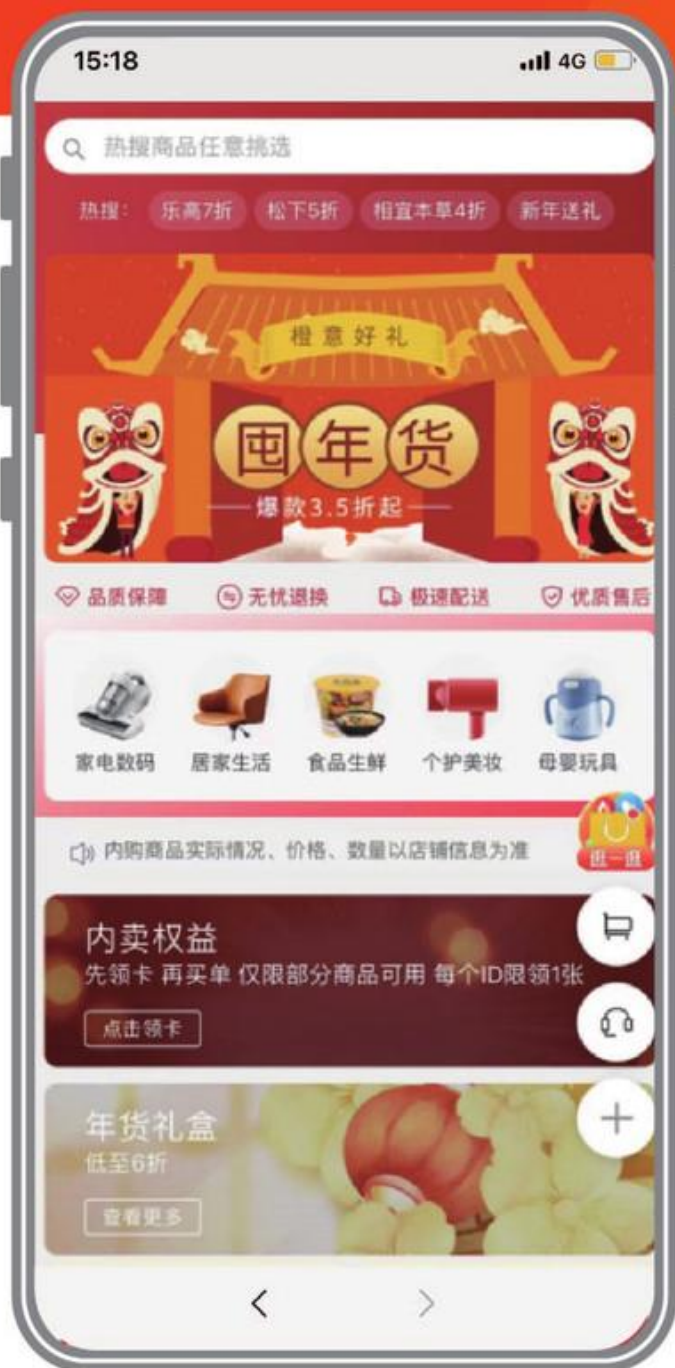 15:18
4G
热搜商品任意挑选
热搜： 乐高7折 松下5折 相宜本草4折 新年送礼
橙意好礼
囤年货
爆款3.5折起
品质保障 无忧退换 极速配送 优质售后
家电数码 居家生活 食品生鲜 个护美妆 母婴玩具
内购商品实际情况、价格、数量以店铺信息为准
逛一逛
内卖权益
先领卡 再买单 仅限部分商品可用 每个ID限领1张
点击领卡
年货礼盒
低至6折
查看更多